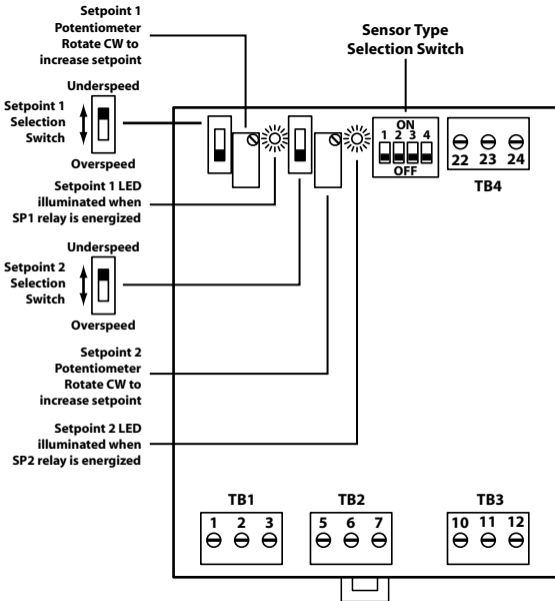 Setpoint 1
Potentiometer
Rotate CW to
increase setpoint
Sensor Type
Selection Switch
Underspeed
Setpoint 1
Selection
Switch
Overspeed
ON
1 2 3 4
OFF
22 23 24
TB4
Setpoint 1 LED
illuminated when
SP1 relay is energized
Underspeed
Setpoint 2
Selection
Switch
Overspeed
Setpoint 2
Potentiometer
Rotate CW to
increase setpoint
Setpoint 2 LED
illuminated when
SP2 relay is energized
TB1
1 2 3
TB2
5 6 7
TB3
10 11 12